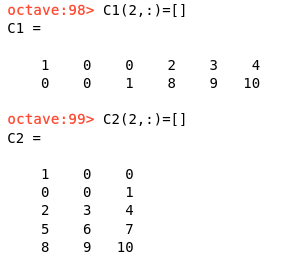 octave:98> C1(2,:)=[]
C1 =
1 0 0 2 3 4
0 0 1 8 9 10
octave:99> C2(2,:)=[]
C2 =
1 0 0
0 0 1
2 3 4
5 6 7
8 9 10